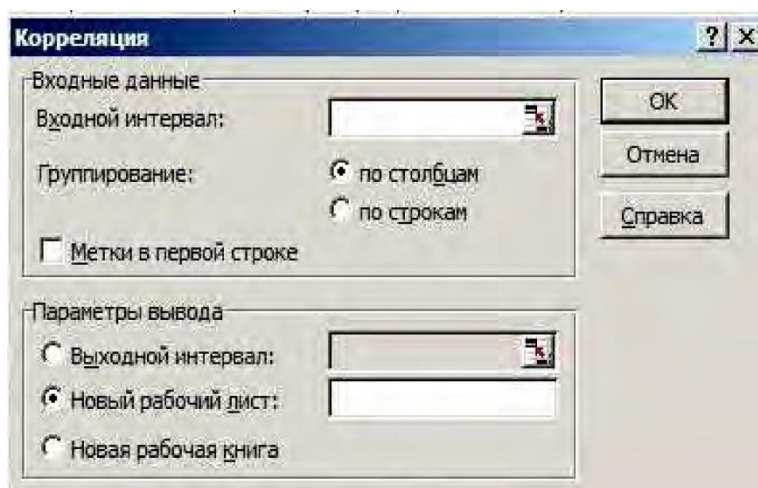 Корреляция
Входные данные
Входной интервал:
Группирование:
по столбцам
по строкам
Метки в первой строке
OK
Отмена
Справка
Параметры вывода
Выходной интервал:
Новый рабочий лист:
Новая рабочая книга